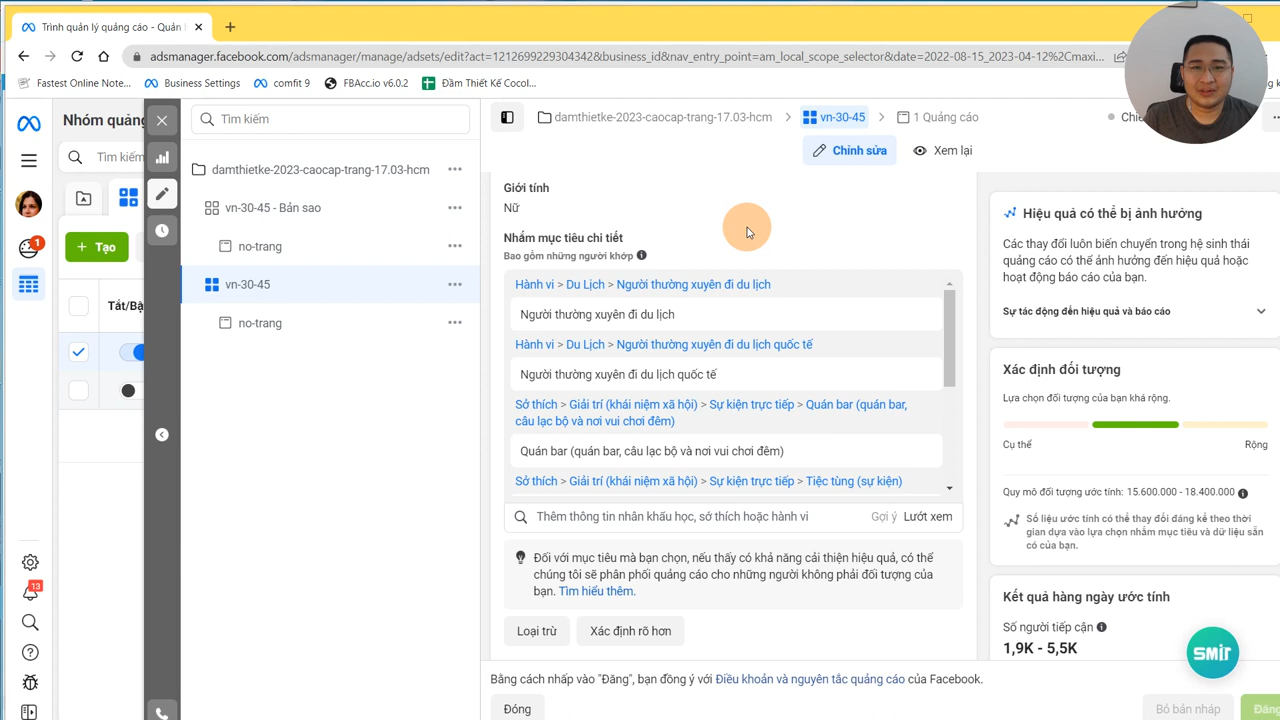 Trình quản lý quảng cáo - Quản l
adsmanager.facebook.com/adsmanager/manage/adsets/edit?act=1212699229304342&business_id&nav_entry_point=am_local_scope_selector&date=2022-08-15_2023-04-12%2Cmaxi...
Fastest Online Note...
Business Settings
comfit 9
FBAcc.io v6.0.2
Đầm Thiết Kế Cocol...
Nhóm quảng
Tìm kiếm
damthietke-2023-caocap-trang-17.03-hcm
vn-30-45
1 Quảng cáo
Chỉnh sửa
Xem lại
Tìm kiếm
1
Tạo
Tắt/Bậ
13
damthietke-2023-caocap-trang-17.03-hcm
vn-30-45 - Bản sao
no-trang
vn-30-45
no-trang
Giới tính
Nữ
Nhắm mục tiêu chi tiết
Bao gồm những người khớp
Hành vi > Du Lịch > Người thường xuyên đi du lịch
Người thường xuyên đi du lịch
Hành vi > Du Lịch > Người thường xuyên đi du lịch quốc tế
Người thường xuyên đi du lịch quốc tế
Sở thích > Giải trí (khái niệm xã hội) > Sự kiện trực tiếp > Quán bar (quán bar,
câu lạc bộ và nơi vui chơi đêm)
Quán bar (quán bar, câu lạc bộ và nơi vui chơi đêm)
Sở thích > Giải trí (khái niệm xã hội) > Sự kiện trực tiếp > Tiệc tùng (sự kiện)
Thêm thông tin nhân khẩu học, sở thích hoặc hành vi
Gợi ý
Lướt xem
Đối với mục tiêu mà bạn chọn, nếu thấy có khả năng cải thiện hiệu quả, có thể
chúng tôi sẽ phân phối quảng cáo cho những người không phải đối tượng của
bạn. Tìm hiểu thêm.
Loại trừ
Xác định rõ hơn
Bằng cách nhấp vào "Đăng", bạn đồng ý với Điều khoản và nguyên tắc quảng cáo của Facebook.
Đóng
Bỏ bản nháp
Đăng
Hiệu quả có thể bị ảnh hưởng
Các thay đổi luôn biến chuyển trong hệ sinh thái
quảng cáo có thể ảnh hưởng đến hiệu quả hoặc
hoạt động báo cáo của bạn.
Sự tác động đến hiệu quả và báo cáo
Xác định đối tượng
Lựa chọn đối tượng của bạn khá rộng.
Cụ thể
Rộng
Quy mô đối tượng ước tính: 15.600.000 - 18.400.000
Số liệu ước tính có thể thay đổi đáng kể theo thời
gian dựa vào lựa chọn nhắm mục tiêu và dữ liệu sẵn
có của bạn.
Kết quả hàng ngày ước tính
Số người tiếp cận
1,9K - 5,5K
smit